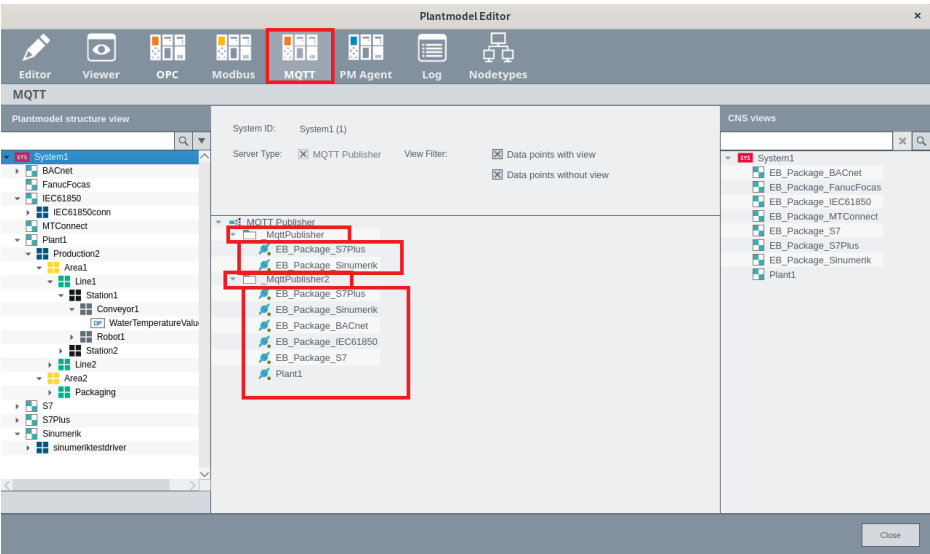 Plantmodel Editor
×
Editor Viewer OPC Modbus MQTT PM Agent Log Nodetypes
MQTT
Plantmodel structure view
SYS System1
BACnet
FanucFocas
IEC61850
IEC61850conn
MTConnect
Plant1
Production2
Area1
Line1
Station1
Conveyor1
DP WaterTemperatureValu
Robot1
Station2
Line2
Area2
Packaging
S7
S7Plus
Sinumerik
sinumeriktestdriver
System ID: System1 (1)
Server Type: MQTT Publisher View Filter: Data points with view
Data points without view
MQTT Publisher
_MqttPublisher
EB_Package_S7Plus
EB_Package_Sinumerik
_MqttPublisher2
EB_Package_S7Plus
EB_Package_Sinumerik
EB_Package_BACnet
EB_Package_IEC61850
EB_Package_S7
Plant1
CNS views
SYS System1
EB_Package_BACnet
EB_Package_FanucFocas
EB_Package_IEC61850
EB_Package_MTConnect
EB_Package_S7
EB_Package_S7Plus
EB_Package_Sinumerik
Plant1
Close